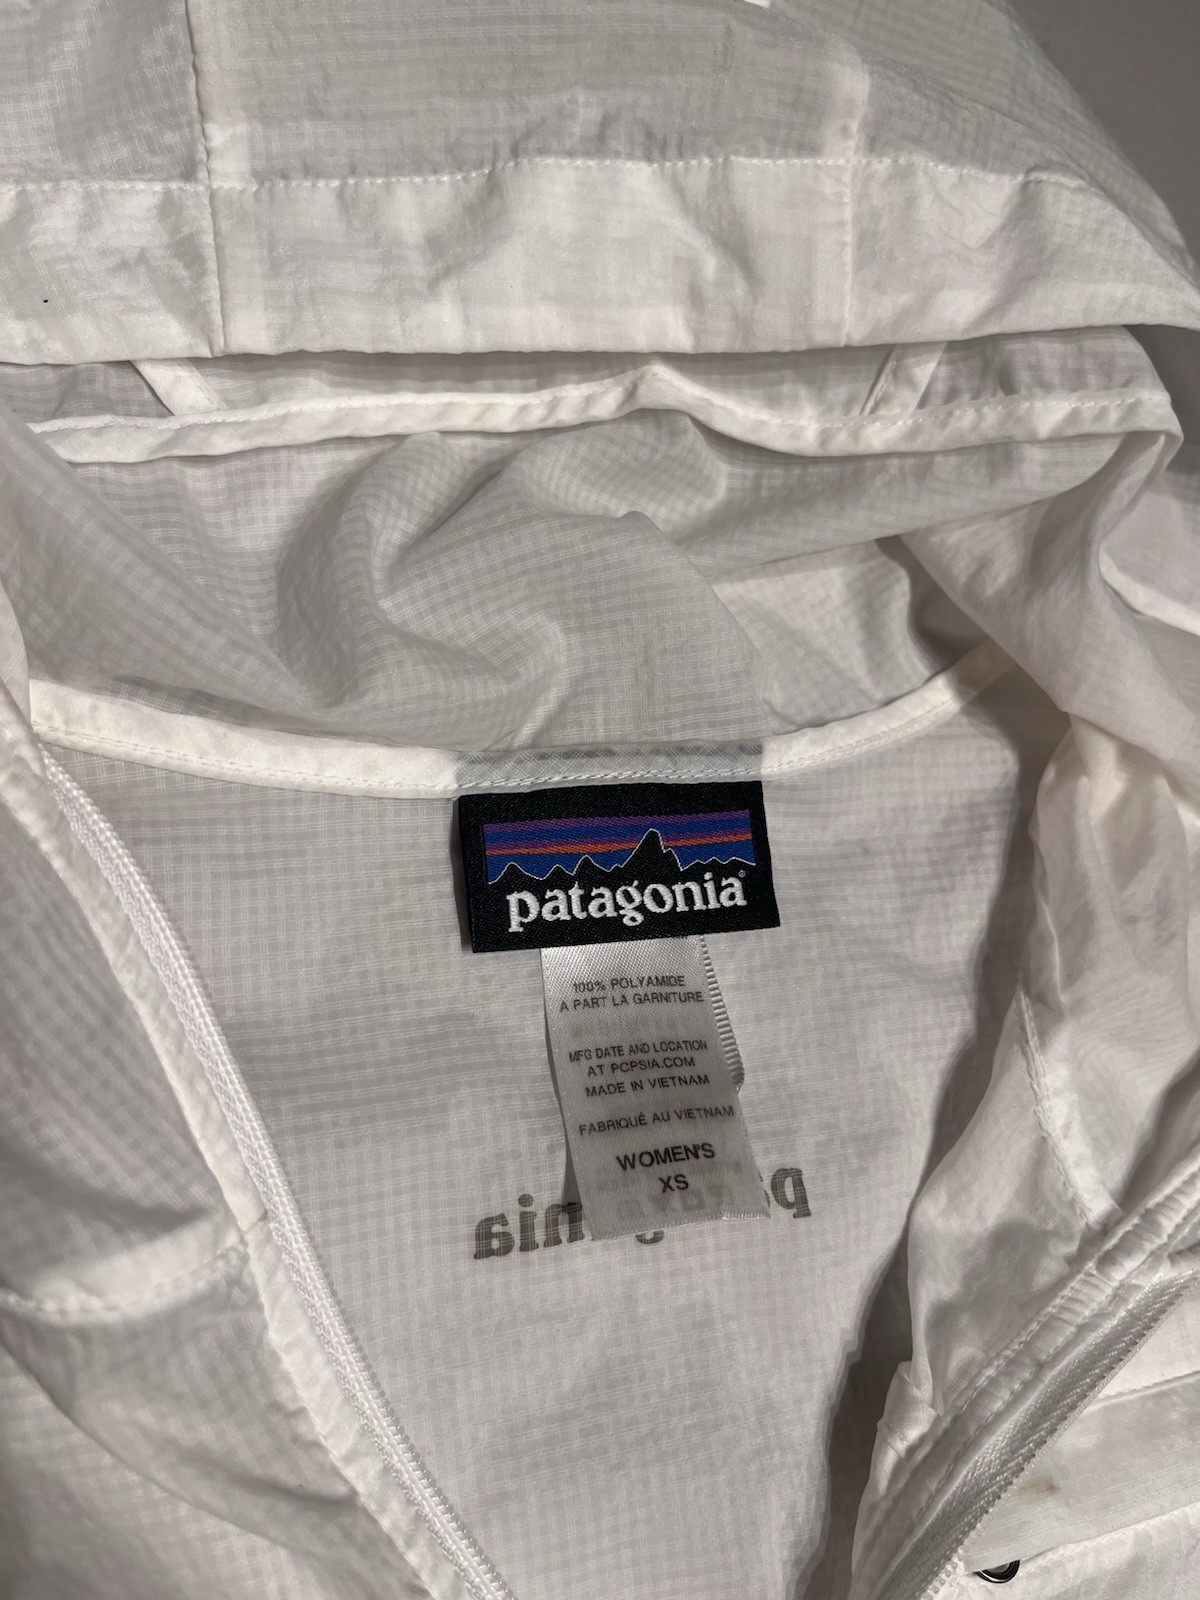 patagonia®
100% POLYAMIDE
A PART LA GARNITURE
MFG DATE AND LOCATION
AT PCPSIA.COM
MADE IN VIETNAM
FABRIQUÉ AU VIETNAM
WOMEN'S
XS